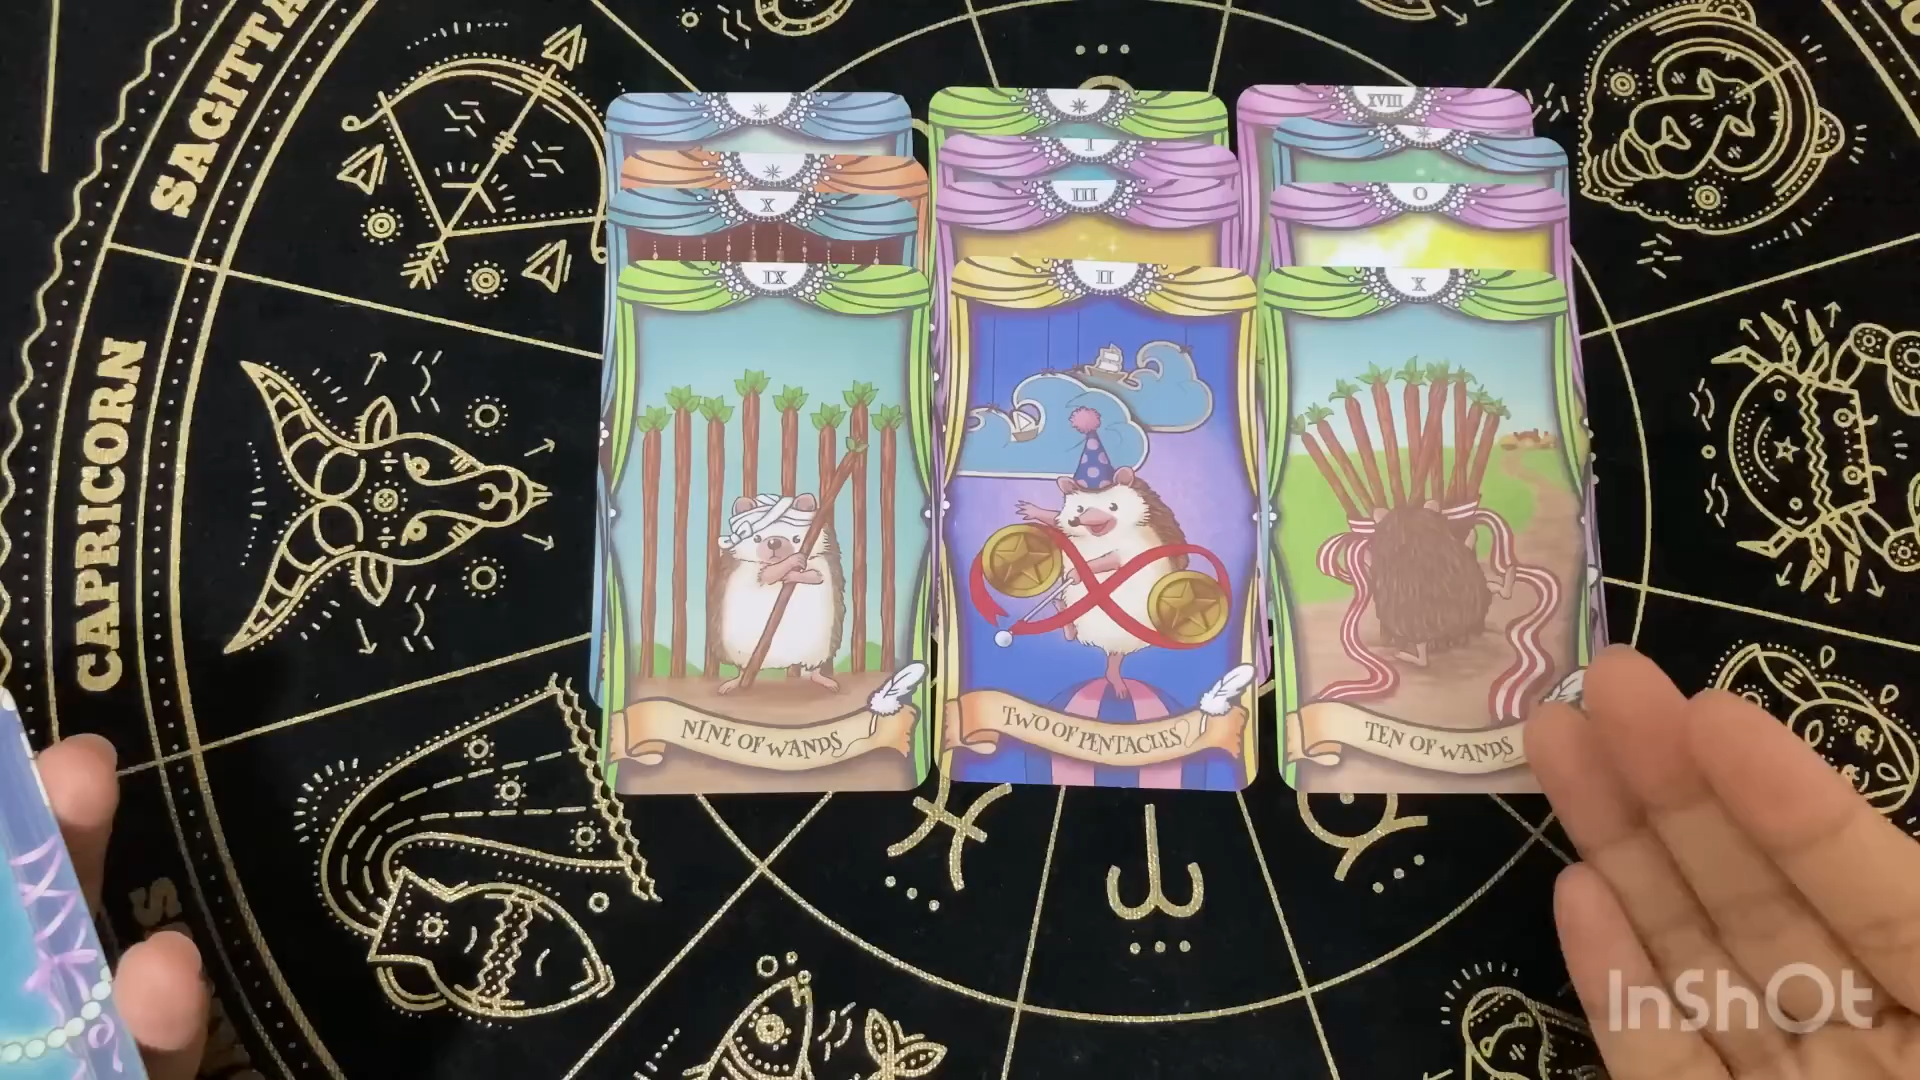 SAGITTA
CAPRICORN
XVIII
I
X
III
O
IX
II
X
NINE OF WANDS
TWO OF PENTACLES
TEN OF WANDS
InShOt